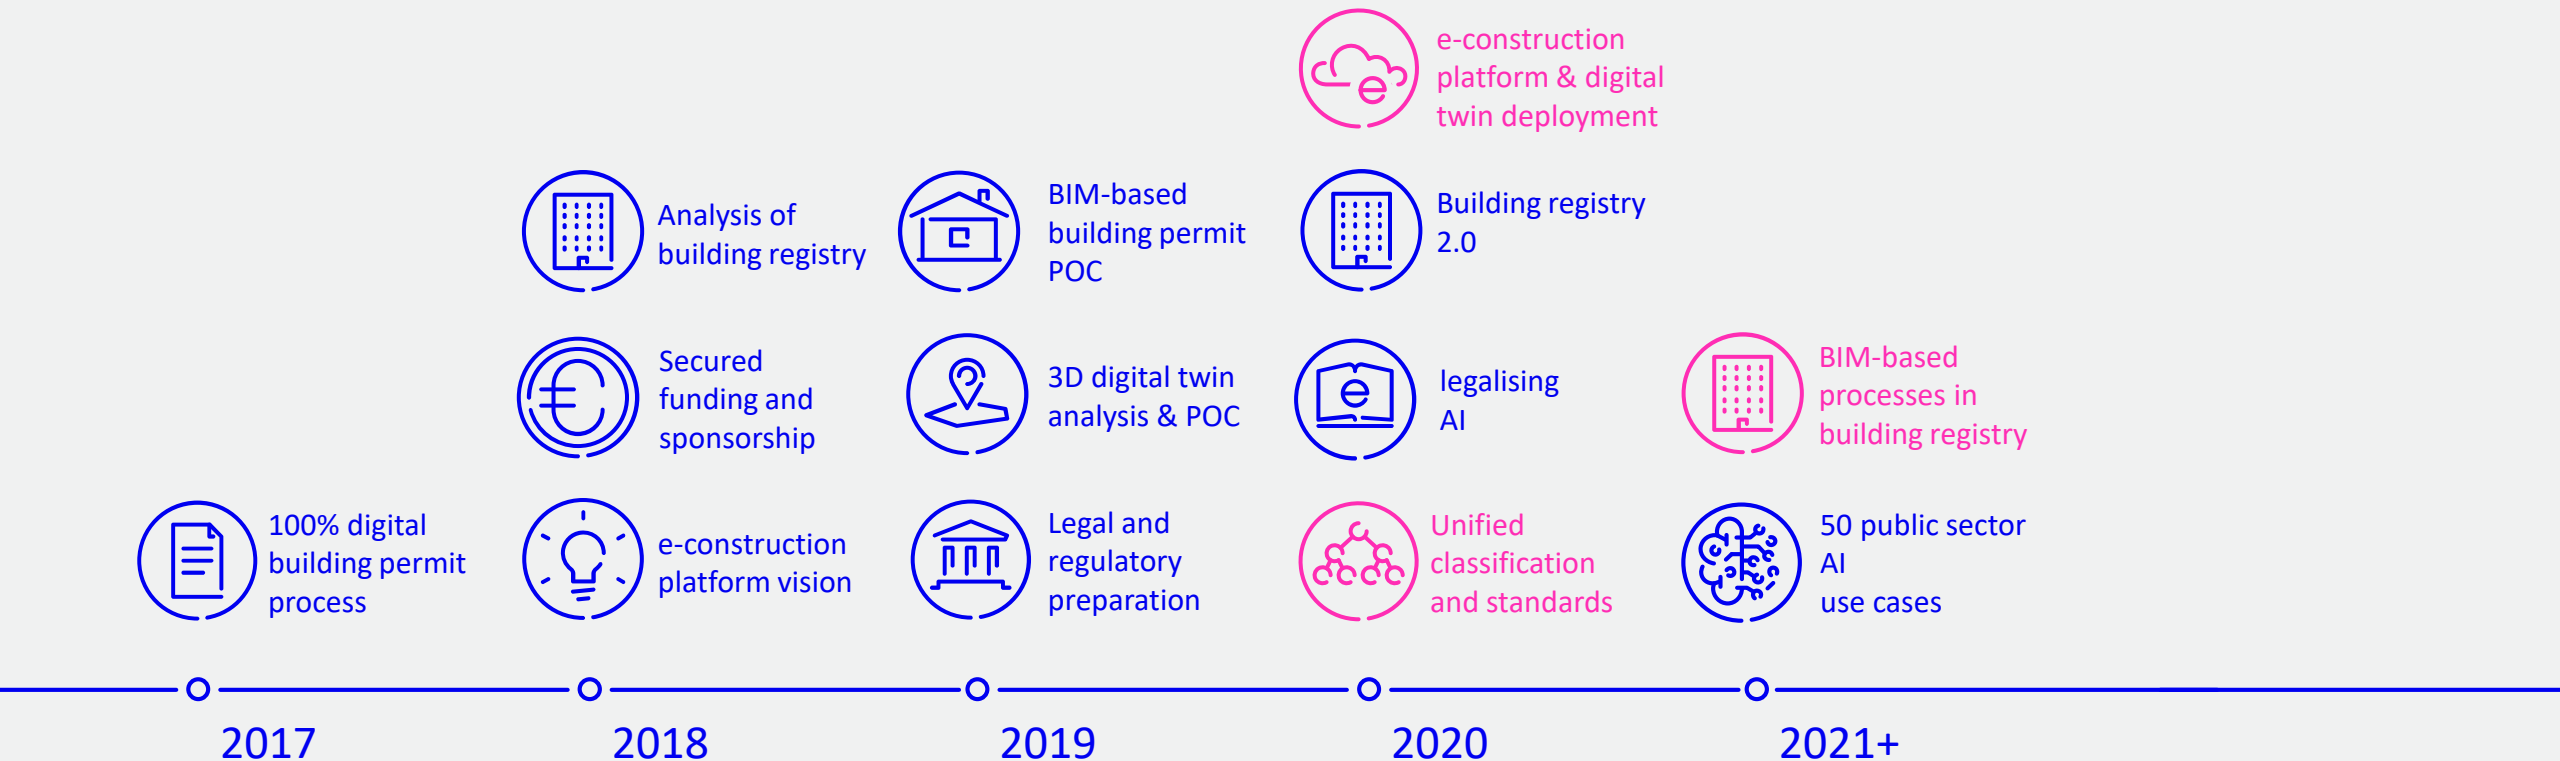 e-construction
platform & digital
twin deployment
Analysis of
building registry
BIM-based
building permit
POC
Building registry
2.0
Secured
funding and
sponsorship
3D digital twin
analysis & POC
legalising
AI
BIM-based
processes in
building registry
100% digital
building permit
process
e-construction
platform vision
Legal and
regulatory
preparation
Unified
classification
and standards
50 public sector
AI
use cases
2017
2018
2019
2020
2021+